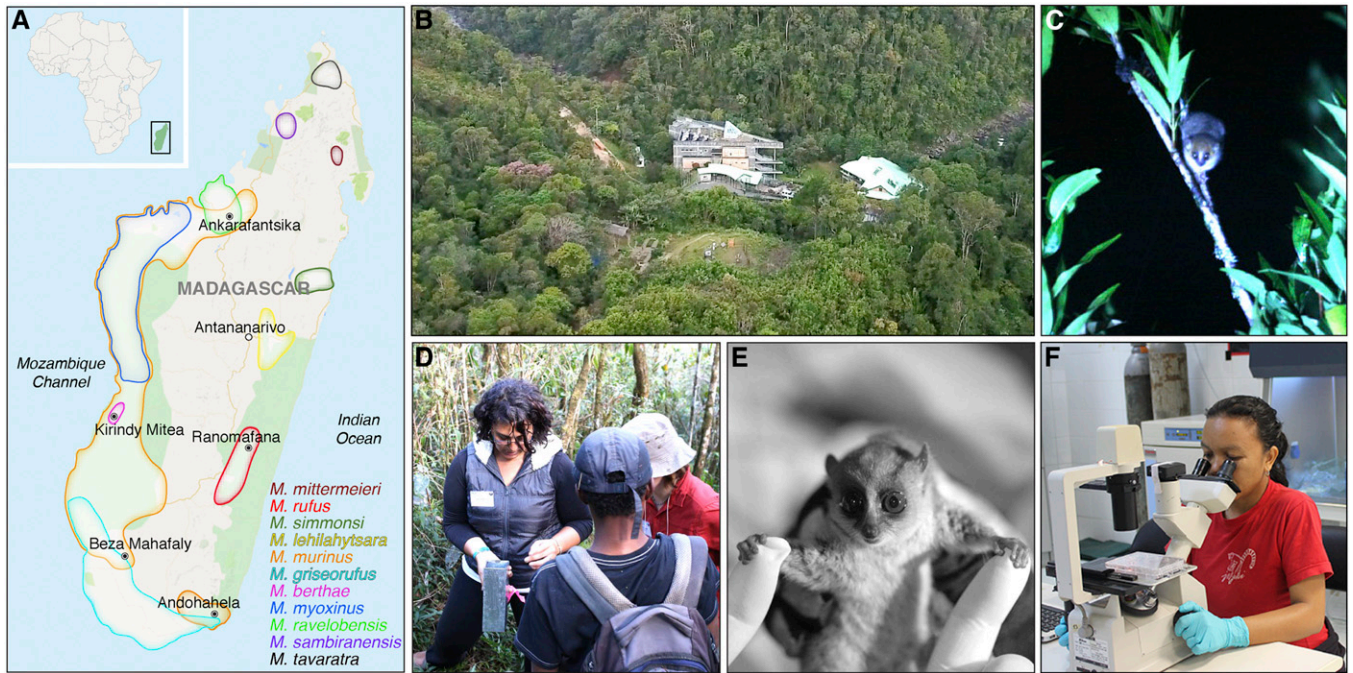 A
Ankarafantsika
MADAGASCAR
Antananarivo
Mozambique
Channel
Kirindy Mitea
Ranomafana
Indian
Ocean
Beza Mahafaly
Andohahela
M. mittermeieri
M. rufus
M. simmonsi
M. lehilahytsara
M. murinus
M. griseorufus
M. berthae
M. myoxinus
M. ravelobensis
M. sambiranensis
M. tavaratra
B
C
D
E
F